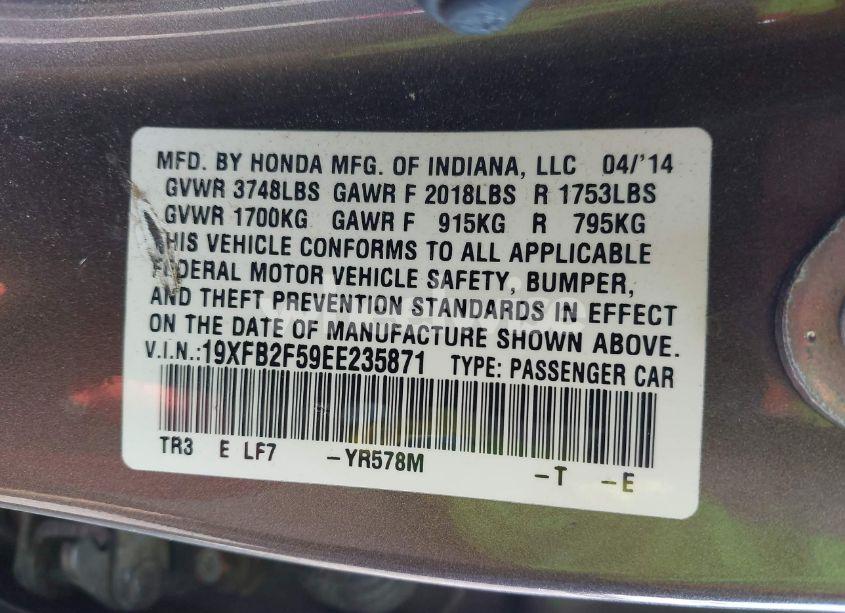 MFD. BY HONDA MFG. OF INDIANA, LLC 04/'14
GVWR 3748LBS GAWR F 2018LBS R 1753LBS
GVWR 1700KG GAWR F 915KG R 795KG
THIS VEHICLE CONFORMS TO ALL APPLICABLE
FEDERAL MOTOR VEHICLE SAFETY, BUMPER,
AND THEFT PREVENTION STANDARDS IN EFFECT
ON THE DATE OF MANUFACTURE SHOWN ABOVE.
V.I.N.:19XFB2F59EE235871 TYPE: PASSENGER CAR
TR3 E LF7 -YR578M -T -E